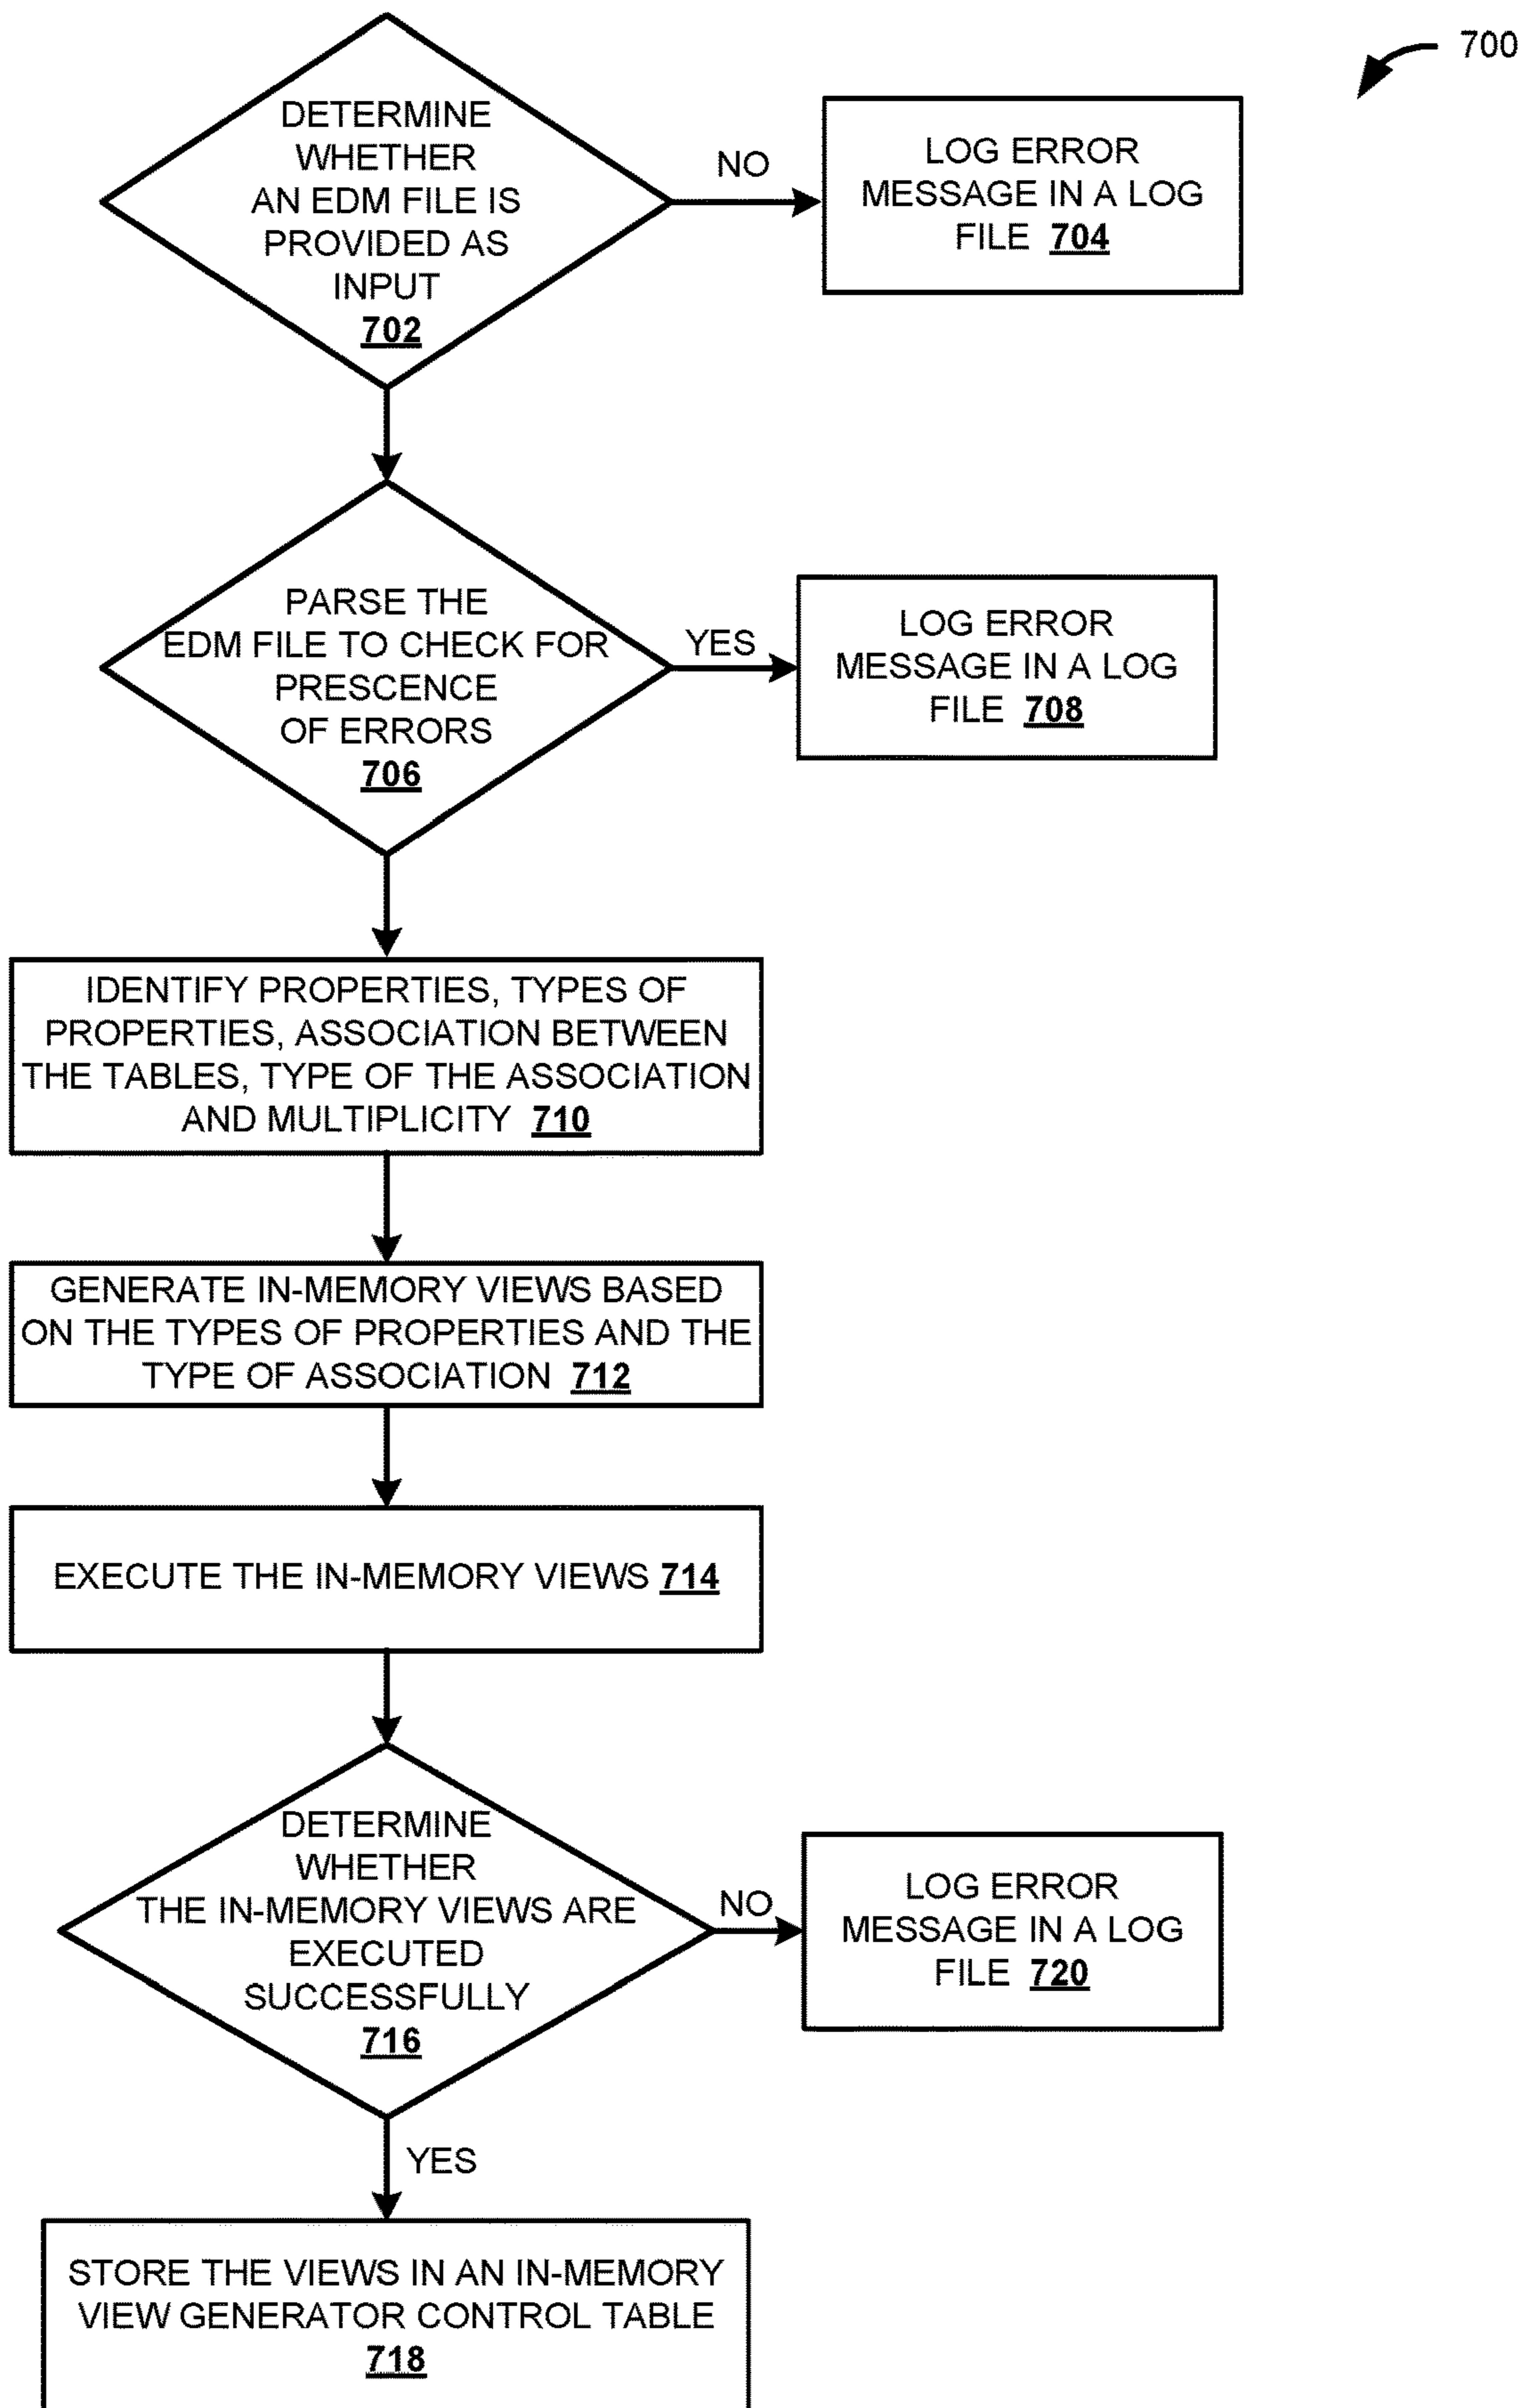 700
DETERMINE
WHETHER
AN EDM FILE IS
PROVIDED AS
INPUT
702
NO
LOG ERROR
MESSAGE IN A LOG
FILE 704
PARSE THE
EDM FILE TO CHECK FOR
PRESCENCE
OF ERRORS
706
YES
LOG ERROR
MESSAGE IN A LOG
FILE 708
IDENTIFY PROPERTIES, TYPES OF
PROPERTIES, ASSOCIATION BETWEEN
THE TABLES, TYPE OF THE ASSOCIATION
AND MULTIPLICITY 710
GENERATE IN-MEMORY VIEWS BASED
ON THE TYPES OF PROPERTIES AND THE
TYPE OF ASSOCIATION 712
EXECUTE THE IN-MEMORY VIEWS 714
DETERMINE
WHETHER
THE IN-MEMORY VIEWS ARE
EXECUTED
SUCCESSFULLY
716
NO
LOG ERROR
MESSAGE IN A LOG
FILE 720
YES
STORE THE VIEWS IN AN IN-MEMORY
VIEW GENERATOR CONTROL TABLE
718